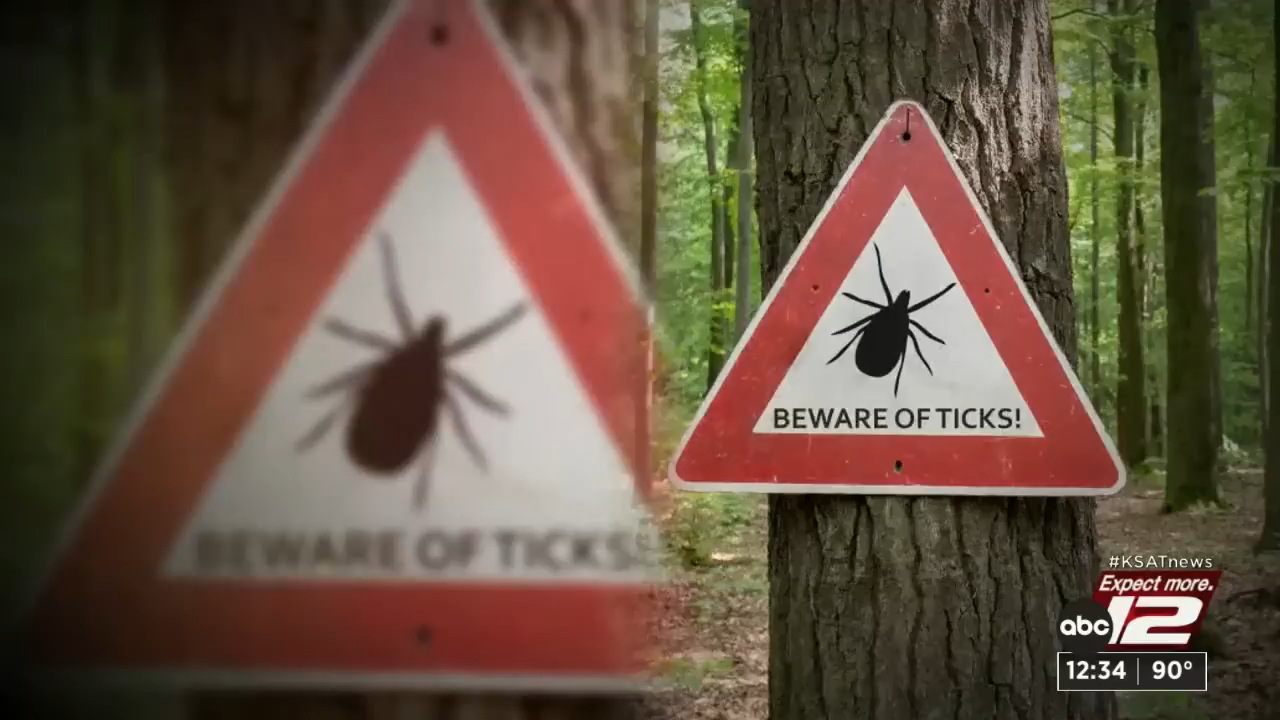 BEWARE OF TICKS!
BEWARE OF TICKS!
#KSATnews
Expect more.
abc 12
12:34 90°